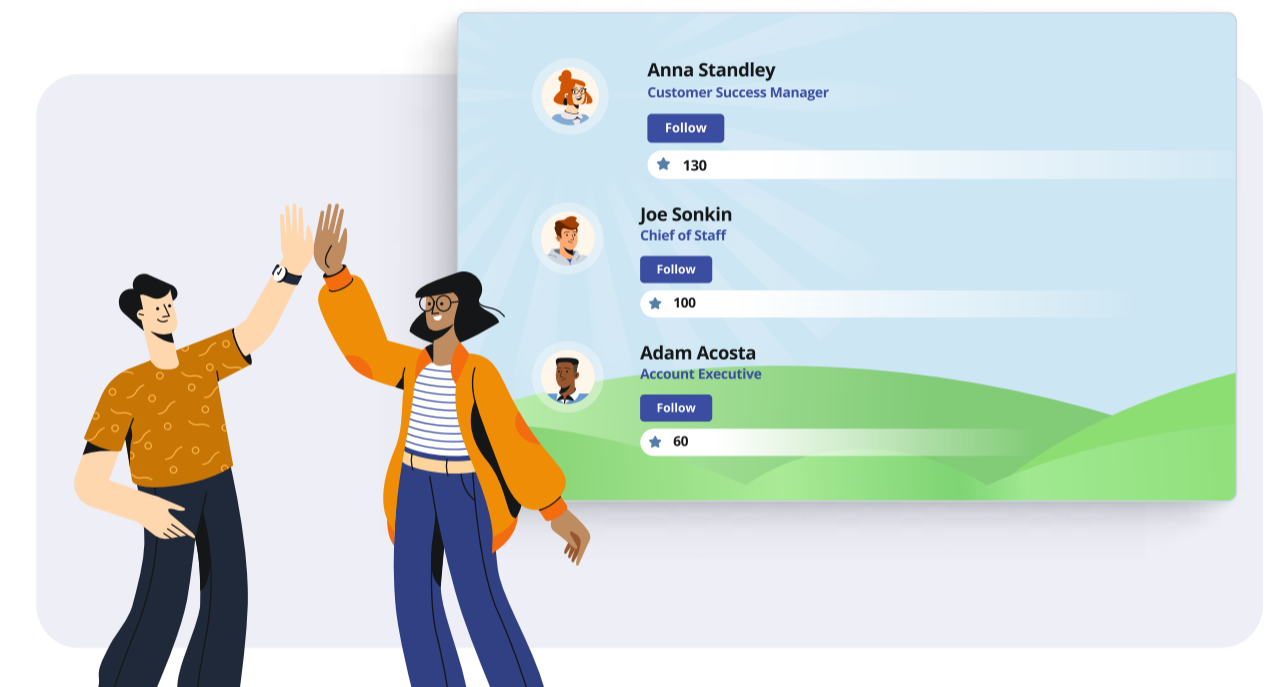 Anna Standley
Customer Success Manager
Follow
130
Joe Sonkin
Chief of Staff
Follow
100
Adam Acosta
Account Executive
Follow
60